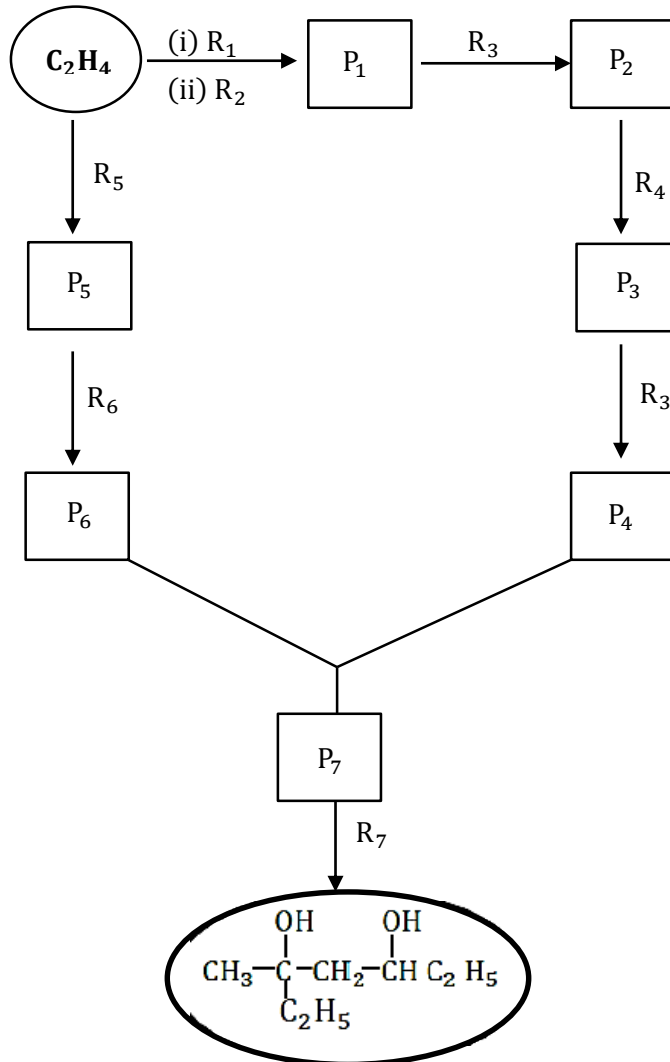 C₂H₄
(i) R₁
(ii) R₂
P₁
R₃
P₂
R₅
R₄
P₅
P₃
R₆
R₃
P₆
P₄
P₇
R₇
OH OH
CH₃–C–CH₂–CH C₂H₅
C₂H₅